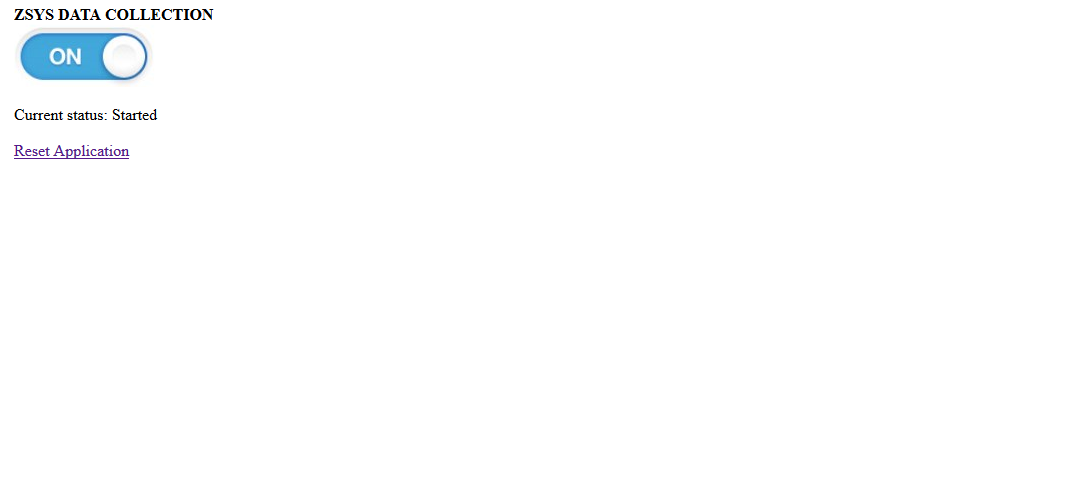 ZSYS DATA COLLECTION
ON
Current status: Started
Reset Application